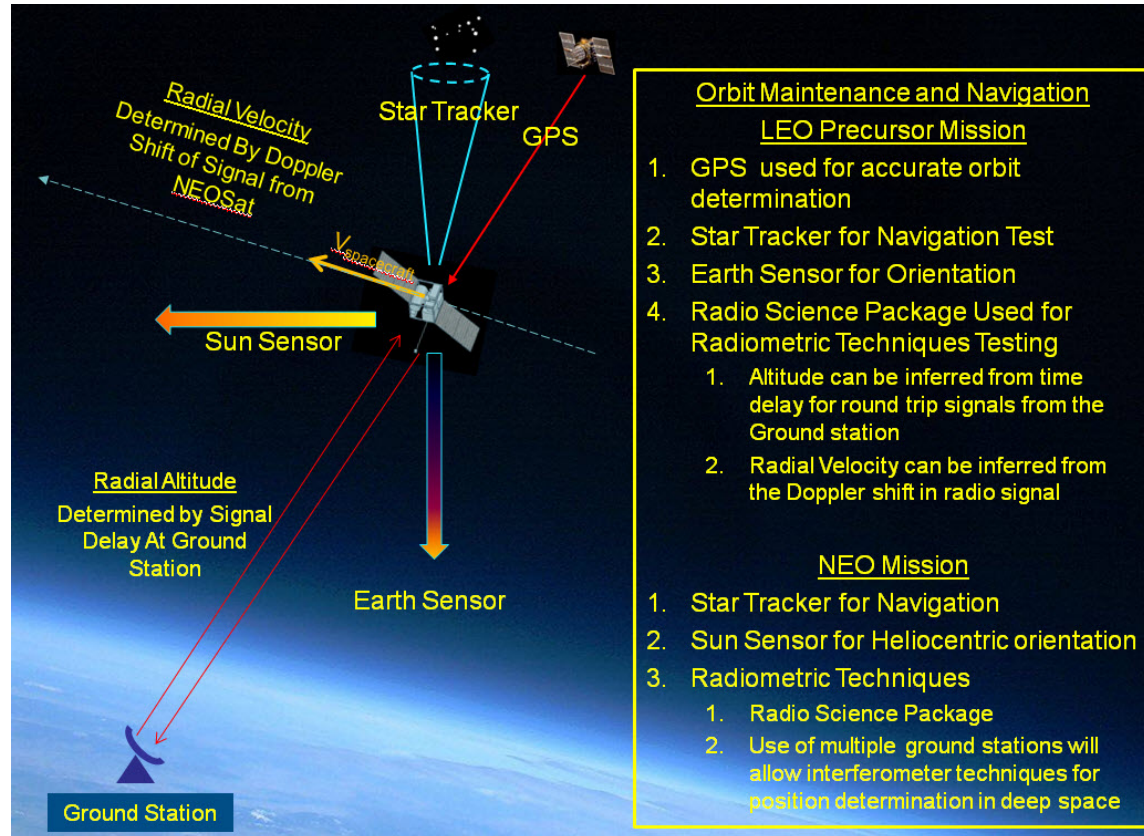 Radial Velocity
Determined By Doppler
Shift of Signal from
NEOSat
Star Tracker
GPS
Vspacecraft
Sun Sensor
Radial Altitude
Determined by Signal
Delay At Ground
Station
Earth Sensor
Ground Station
Orbit Maintenance and Navigation
LEO Precursor Mission
1. GPS used for accurate orbit
determination
2. Star Tracker for Navigation Test
3. Earth Sensor for Orientation
4. Radio Science Package Used for
Radiometric Techniques Testing
1. Altitude can be inferred from time
delay for round trip signals from the
Ground station
2. Radial Velocity can be inferred from
the Doppler shift in radio signal
NEO Mission
1. Star Tracker for Navigation
2. Sun Sensor for Heliocentric orientation
3. Radiometric Techniques
1. Radio Science Package
2. Use of multiple ground stations will
allow interferometer techniques for
position determination in deep space